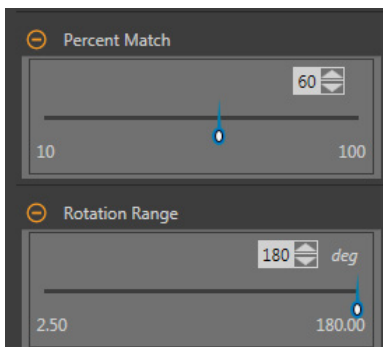 Percent Match
60
10 100
Rotation Range
180 deg
2.50 180.00